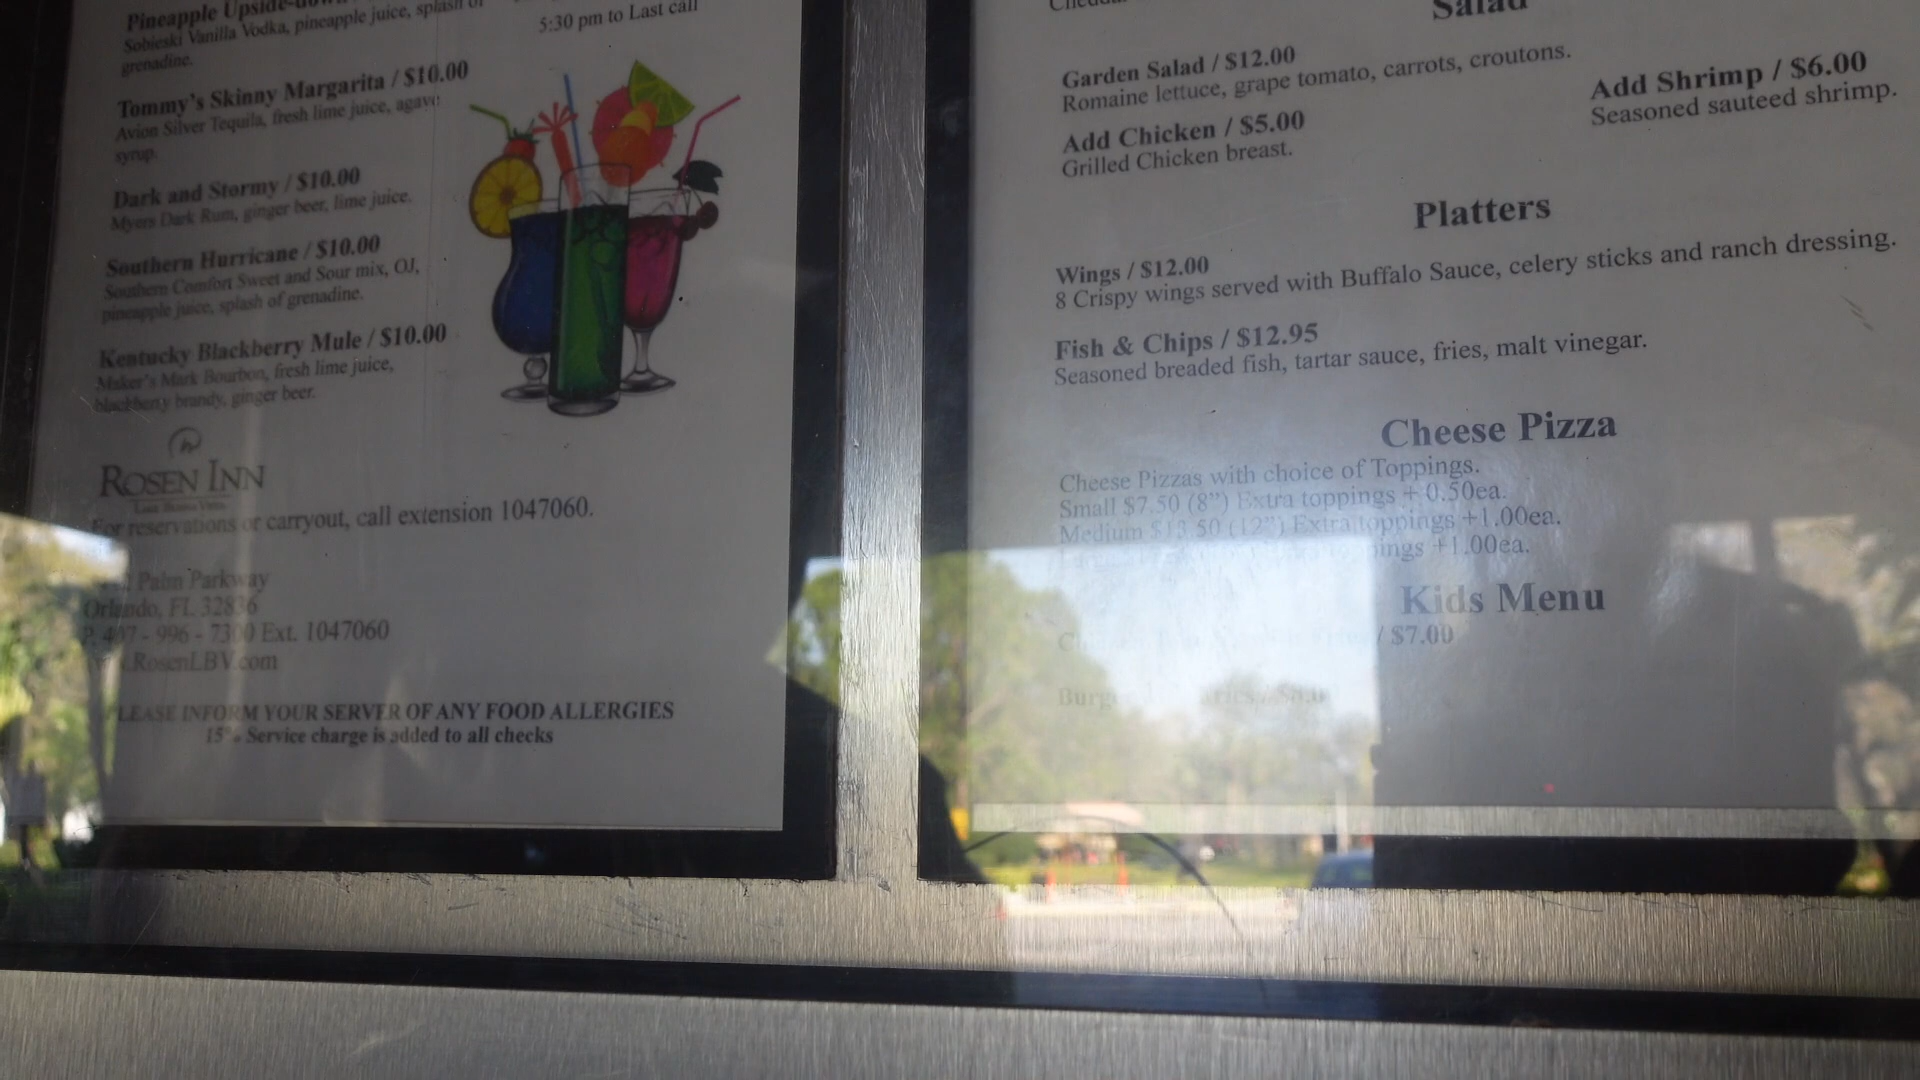 Pineapple Upside-down
Sobieski Vanilla Vodka, pineapple juice, splash of
grenadine.
5:30 pm to Last call
Tommy's Skinny Margarita / $10.00
Avion Silver Tequila, fresh lime juice, agave
syrup.
Dark and Stormy / $10.00
Myers Dark Rum, ginger beer, lime juice.
Southern Hurricane / $10.00
Southern Comfort Sweet and Sour mix, OJ,
pineapple juice, splash of grenadine.
Kentucky Blackberry Mule / $10.00
Maker's Mark Bourbon, fresh lime juice,
blackberry brandy, ginger beer.
ROSEN INN
For reservations or carryout, call extension 1047060.
Palm Parkway
Orlando, FL 32836
P. 407 - 996 - 7300 Ext. 1047060
.RosenLBV.com
LEASE INFORM YOUR SERVER OF ANY FOOD ALLERGIES
15% Service charge is added to all checks
Salad
Garden Salad / $12.00
Romaine lettuce, grape tomato, carrots, croutons.
Add Chicken / $5.00
Grilled Chicken breast.
Add Shrimp / $6.00
Seasoned sauteed shrimp.
Platters
Wings / $12.00
8 Crispy wings served with Buffalo Sauce, celery sticks and ranch dressing.
Fish & Chips / $12.95
Seasoned breaded fish, tartar sauce, fries, malt vinegar.
Cheese Pizza
Cheese Pizzas with choice of Toppings.
Small $7.50 (8") Extra toppings + 0.50ea.
Medium $13.50 (12") Extra toppings +1.00ea.
+1.00ea.
Kids Menu
/ $7.00